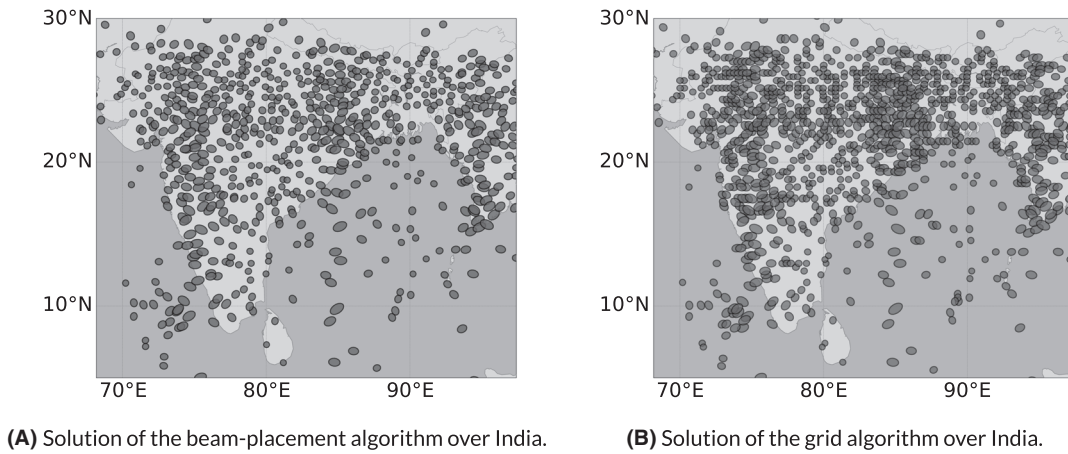 30°N
20°N
10°N
70°E 80°E 90°E
(A) Solution of the beam-placement algorithm over India.
30°N
20°N
10°N
70°E 80°E 90°E
(B) Solution of the grid algorithm over India.